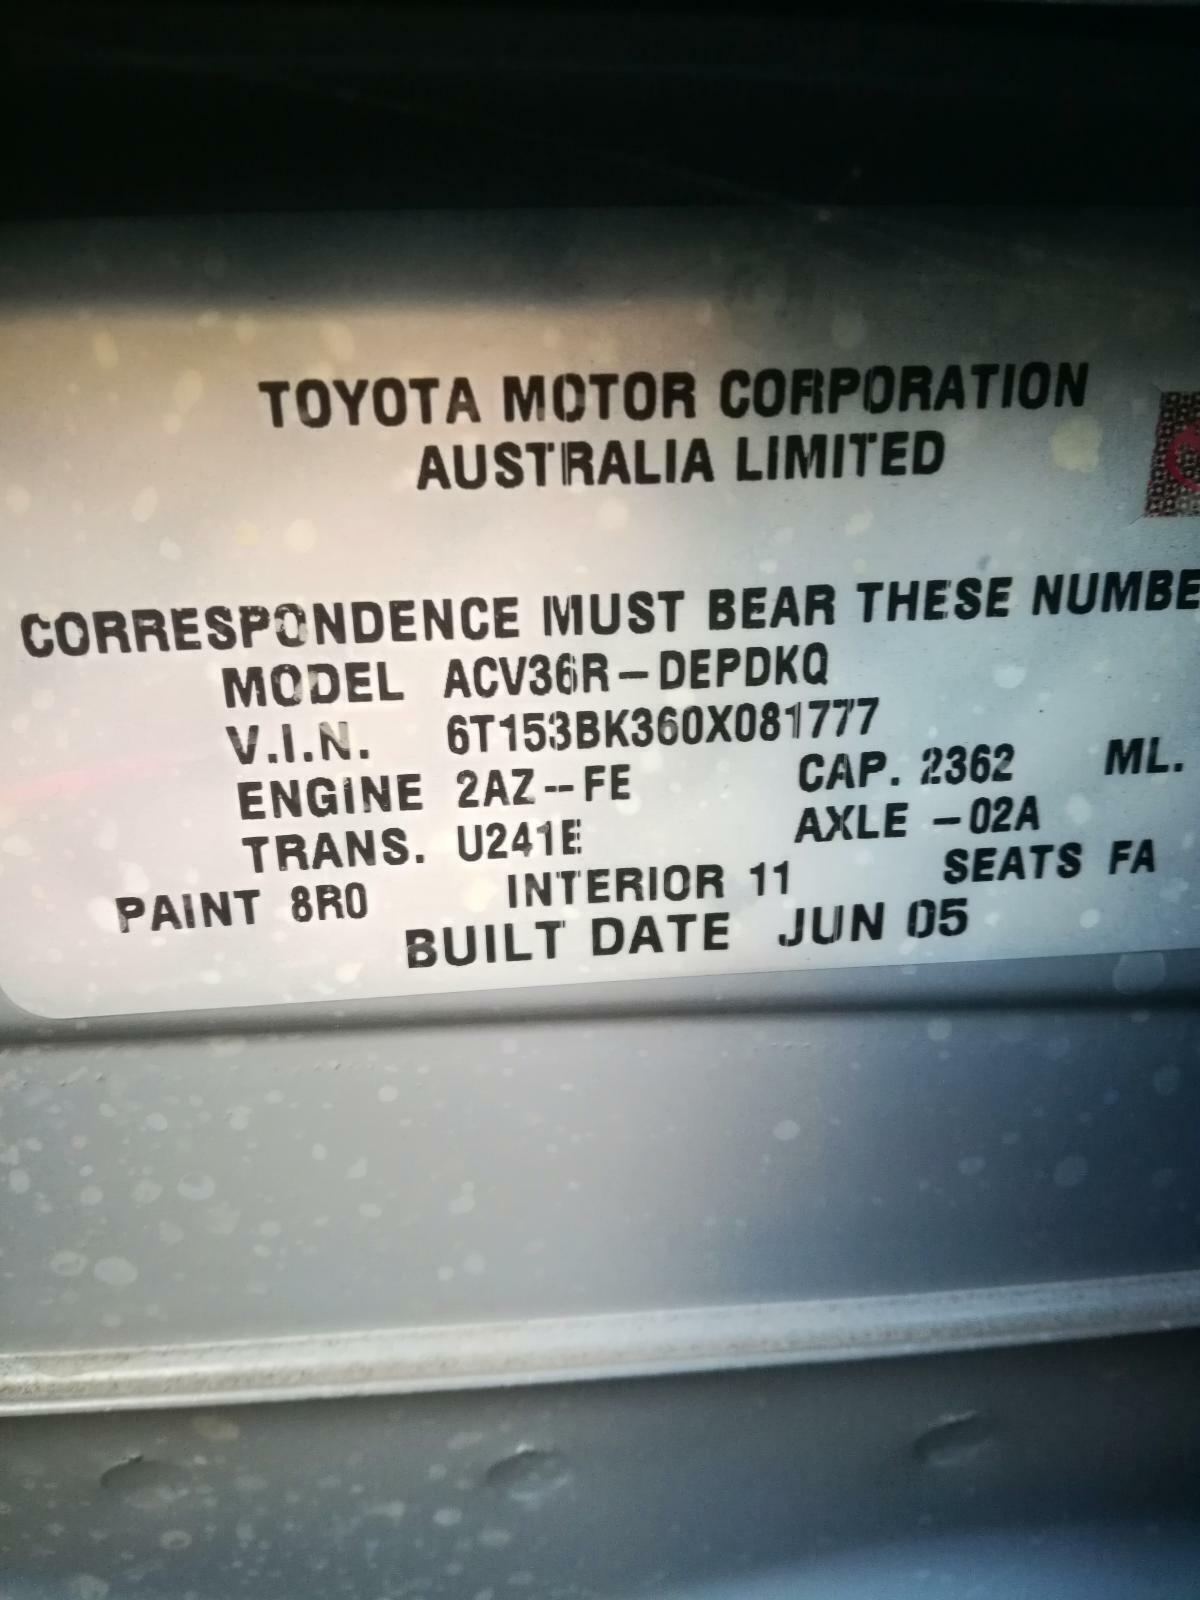 TOYOTA MOTOR CORPORATION
AUSTRALIA LIMITED
CORRESPONDENCE MUST BEAR THESE NUMBE
MODEL ACV36R-DEPDKQ
V.I.N. 6T153BK360X081777
ENGINE 2AZ--FE CAP. 2362 ML.
TRANS. U241E AXLE -02A
PAINT 8R0 INTERIOR 11 SEATS FA
BUILT DATE JUN 05